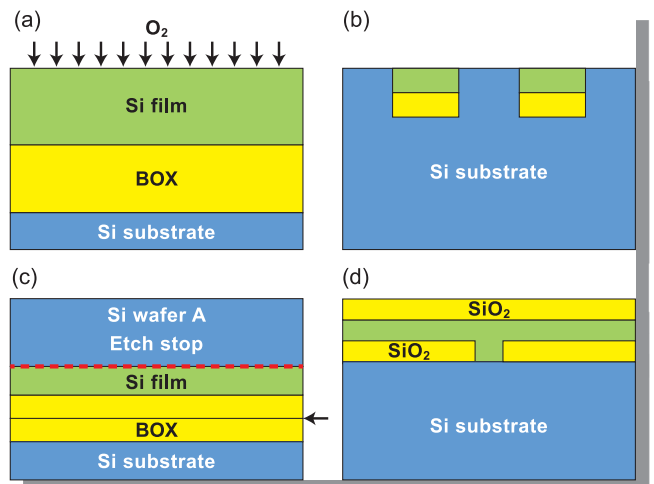 (a)
O₂
Si film
BOX
Si substrate
(b)
Si substrate
(c)
Si wafer A
Etch stop
Si film
BOX
Si substrate
(d)
SiO₂
SiO₂
Si substrate